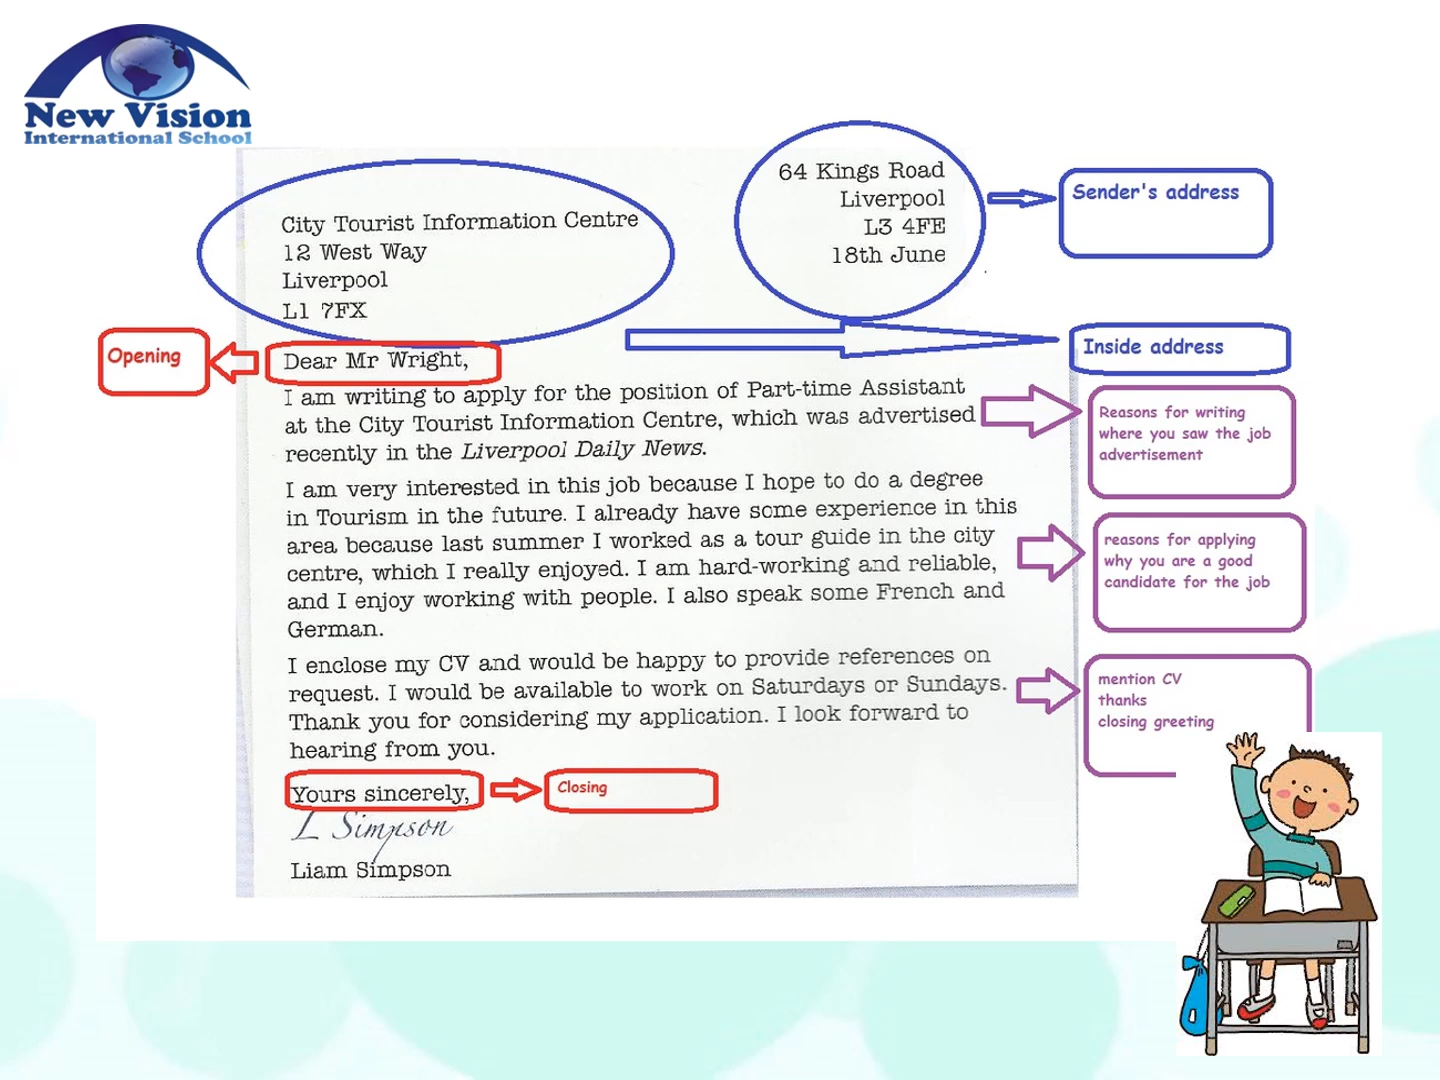 New Vision
International School
64 Kings Road
Liverpool
L3 4FE
18th June
Sender's address
City Tourist Information Centre
12 West Way
Liverpool
L1 7FX
Inside address
Opening
Dear Mr Wright,
I am writing to apply for the position of Part-time Assistant
at the City Tourist Information Centre, which was advertised
recently in the Liverpool Daily News.
Reasons for writing
where you saw the job
advertisement
I am very interested in this job because I hope to do a degree
in Tourism in the future. I already have some experience in this
area because last summer I worked as a tour guide in the city
centre, which I really enjoyed. I am hard-working and reliable,
and I enjoy working with people. I also speak some French and
German.
reasons for applying
why you are a good
candidate for the job
I enclose my CV and would be happy to provide references on
request. I would be available to work on Saturdays or Sundays.
Thank you for considering my application. I look forward to
hearing from you.
mention CV
thanks
closing greeting
Yours sincerely,
Closing
L Simpson
Liam Simpson